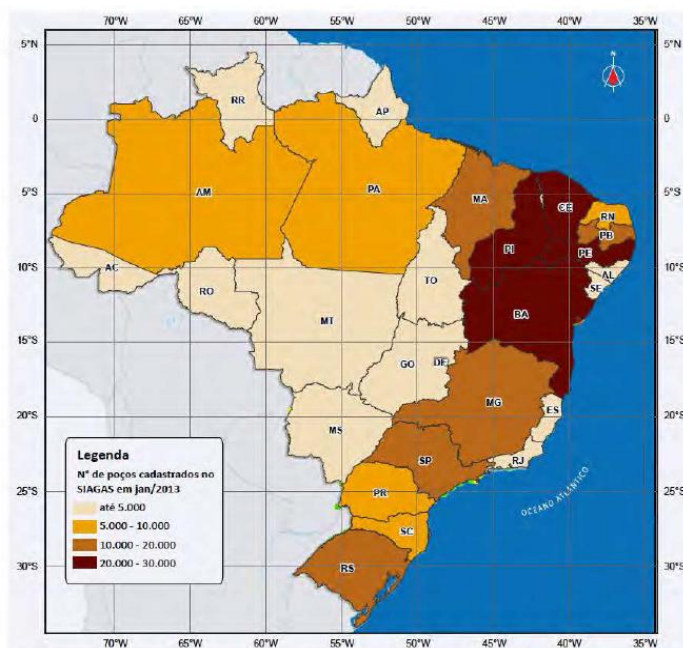 70°W 65°W 60°W 55°W 50°W 45°W 40°W 35°W
5°N 5°N
RR
AP
0 0
AM
PA
MA
CE
RN
5°S 5°S
PB
PI
PE
AL
10°S 10°S
AC
RO
TO
SE
MT
BA
15°S 15°S
GO
DF
MG
20°S 20°S
MS
ES
SP
RJ
Legenda
N° de poços cadastrados no
SIAGAS em jan/2013
até 5.000
5.000 - 10.000
10.000 - 20.000
20.000 - 30.000
PR
25°S 25°S
OCEANO ATLÂNTICO
SC
RS
30°S 30°S
70°W 65°W 60°W 55°W 50°W 45°W 40°W 35°W